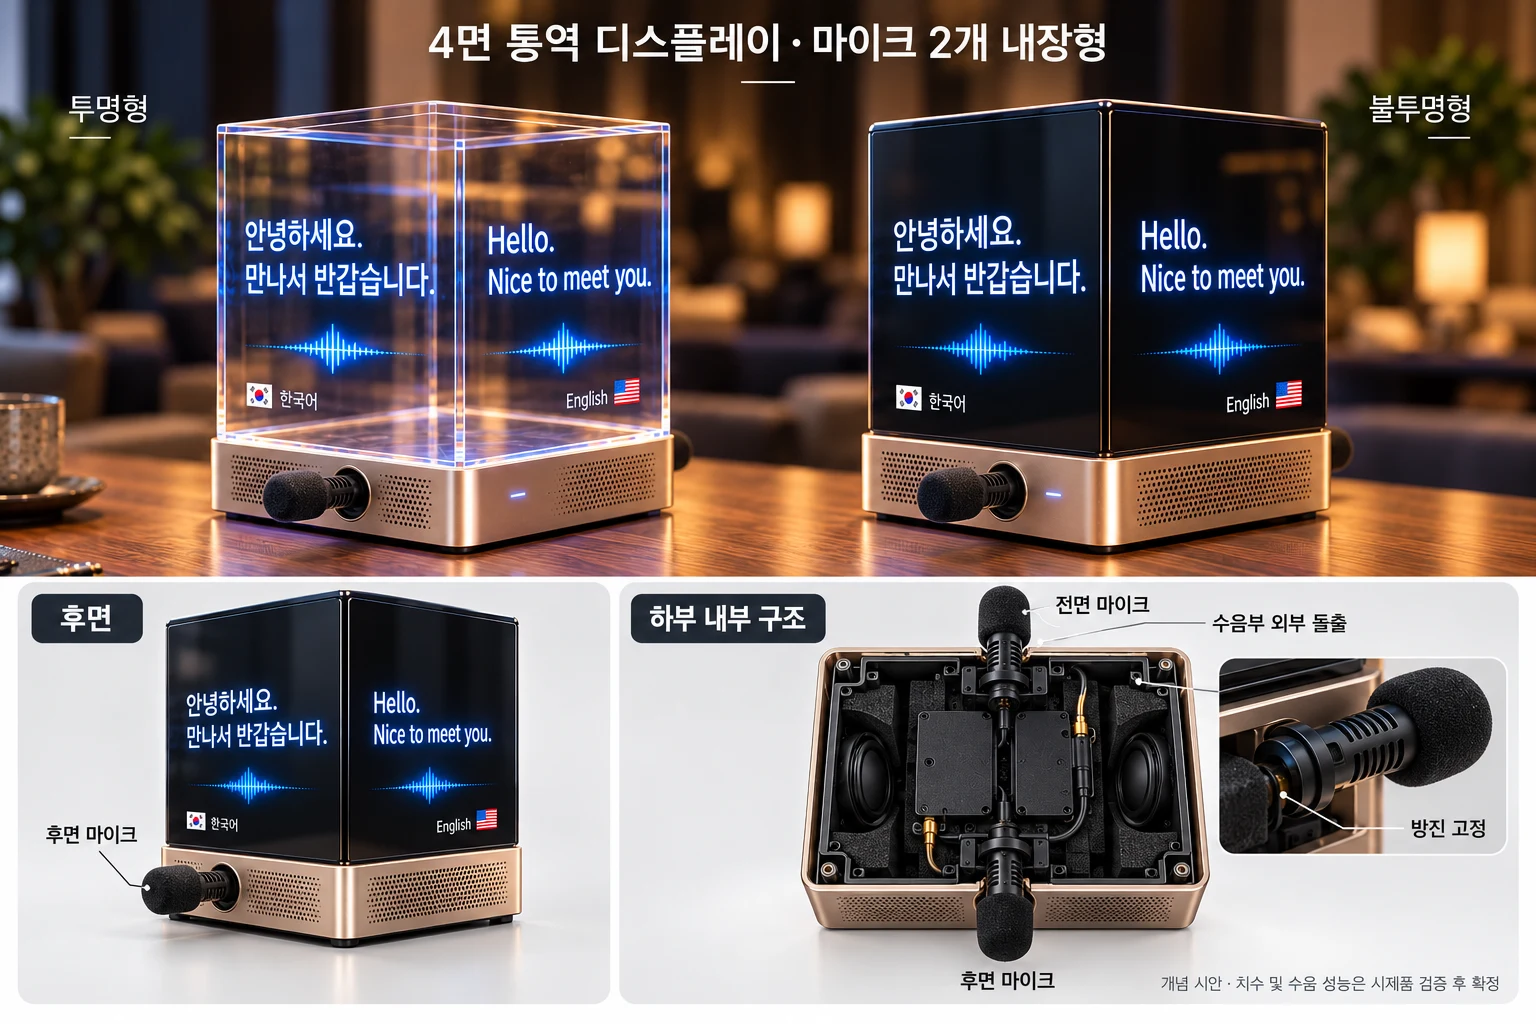 4면 통역 디스플레이 · 마이크 2개 내장형
투명형
불투명형
안녕하세요.
만나서 반갑습니다.
한국어
Hello.
Nice to meet you.
English
안녕하세요.
만나서 반갑습니다.
한국어
Hello.
Nice to meet you.
English
후면
안녕하세요.
만나서 반갑습니다.
한국어
Hello.
Nice to meet you.
English
후면 마이크
하부 내부 구조
전면 마이크
수음부 외부 돌출
방진 고정
후면 마이크
개념 시안 · 치수 및 수움 성능은 시제품 검증 후 확정